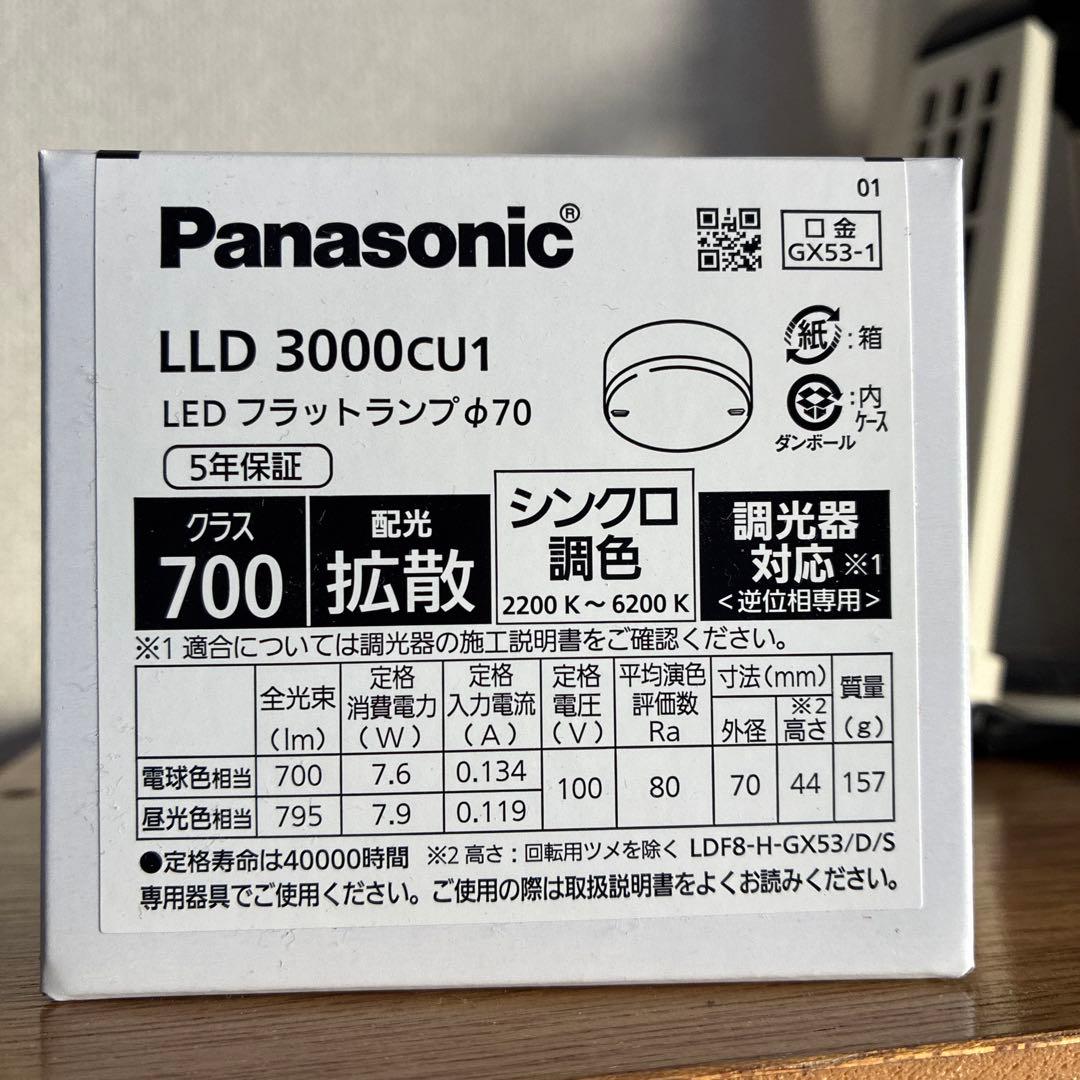 01
Panasonic®
口金
GX53-1
LLD 3000CU1
LED フラットランプφ70
紙:箱
:内ケース
ダンボール
5年保証
クラス
700
配光
拡散
シンクロ
調色
2200 K～6200 K
調光器
対応※1
<逆位相専用>
※1 適合については調光器の施工説明書をご確認ください。
全光束(lm) 定格消費電力(W) 定格入力電流(A) 定格電圧(V) 平均演色評価数Ra 寸法(mm) 質量(g)
外径 ※2高さ
電球色相当 700 7.6 0.134 100 80 70 44 157
昼光色相当 795 7.9 0.119
●定格寿命は40000時間 ※2 高さ：回転用ツメを除く LDF8-H-GX53/D/S
専用器具でご使用ください。ご使用の際は取扱説明書をよくお読みください。